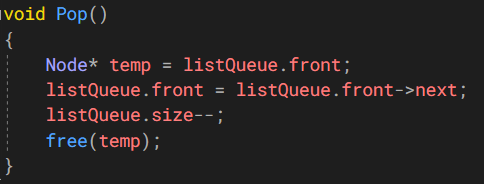 void Pop()
{
Node* temp = listQueue.front;
listQueue.front = listQueue.front->next;
listQueue.size--;
free(temp);
}